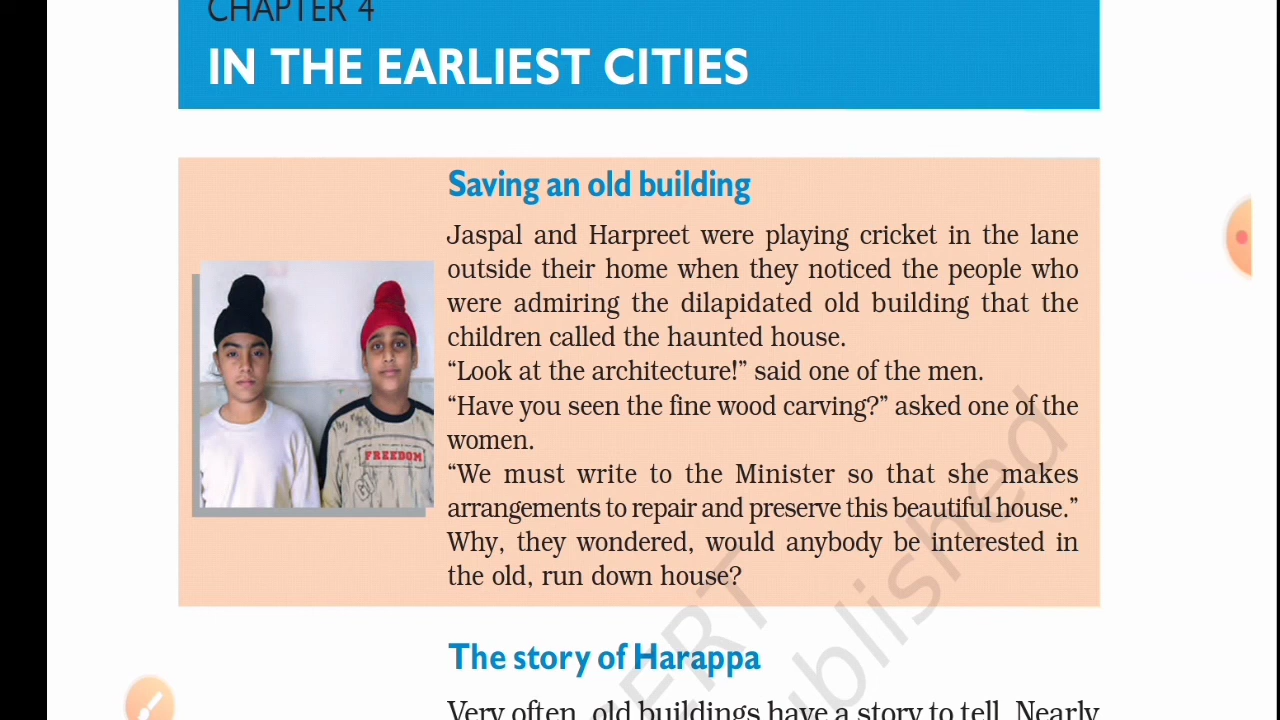 CHAPTER 4
IN THE EARLIEST CITIES
Saving an old building
Jaspal and Harpreet were playing cricket in the lane
outside their home when they noticed the people who
were admiring the dilapidated old building that the
children called the haunted house.
“Look at the architecture!” said one of the men.
“Have you seen the fine wood carving?” asked one of the
women.
“We must write to the Minister so that she makes
arrangements to repair and preserve this beautiful house.”
Why, they wondered, would anybody be interested in
the old, run down house?
FREEDOM
The story of Harappa
Very often, old buildings have a story to tell. Nearly